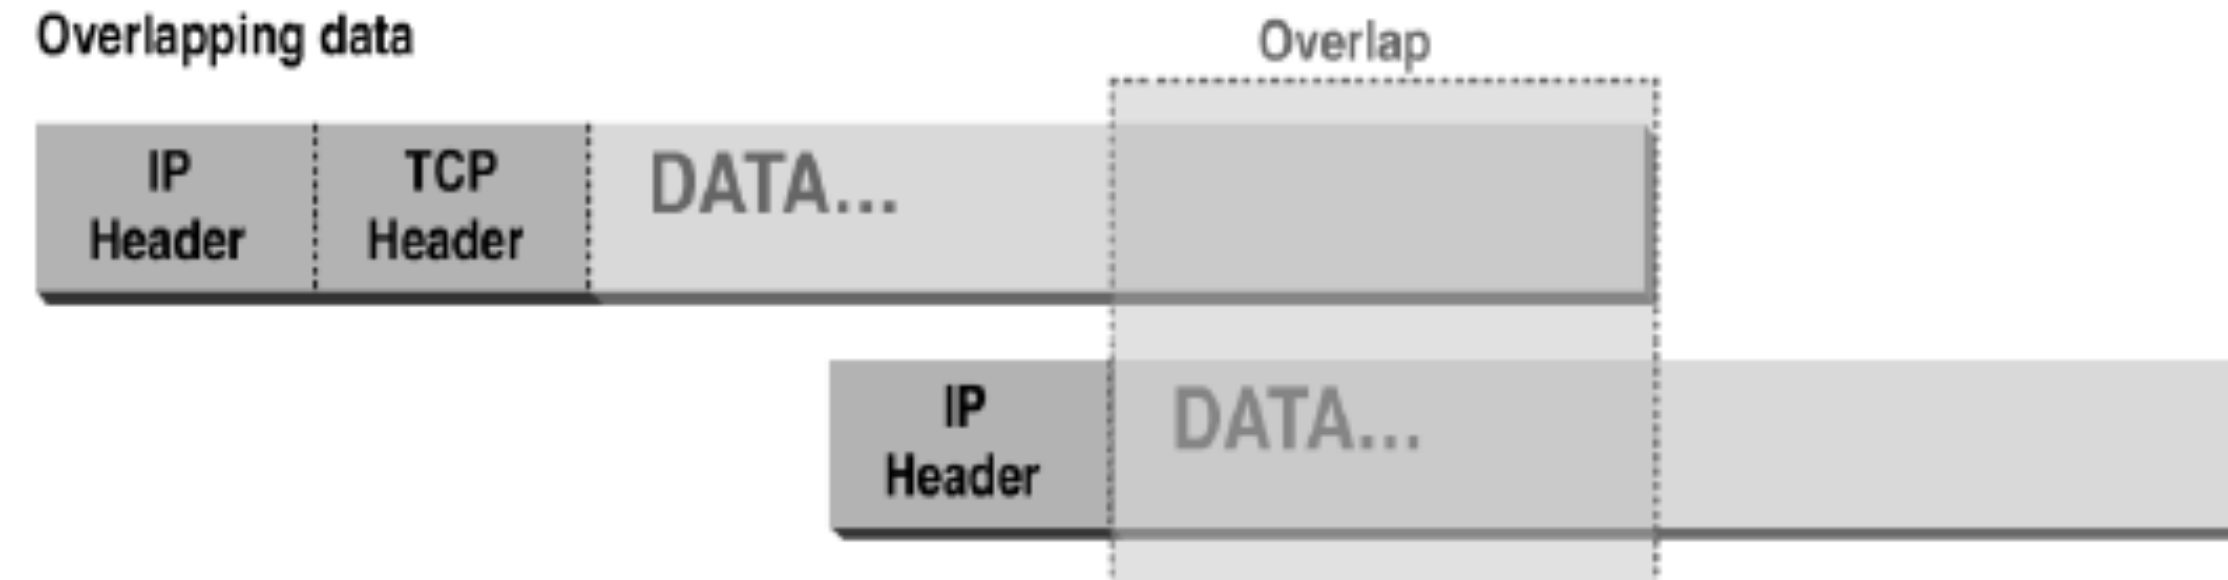 Overlapping data
Overlap
IP
Header
TCP
Header
DATA...
IP
Header
DATA...